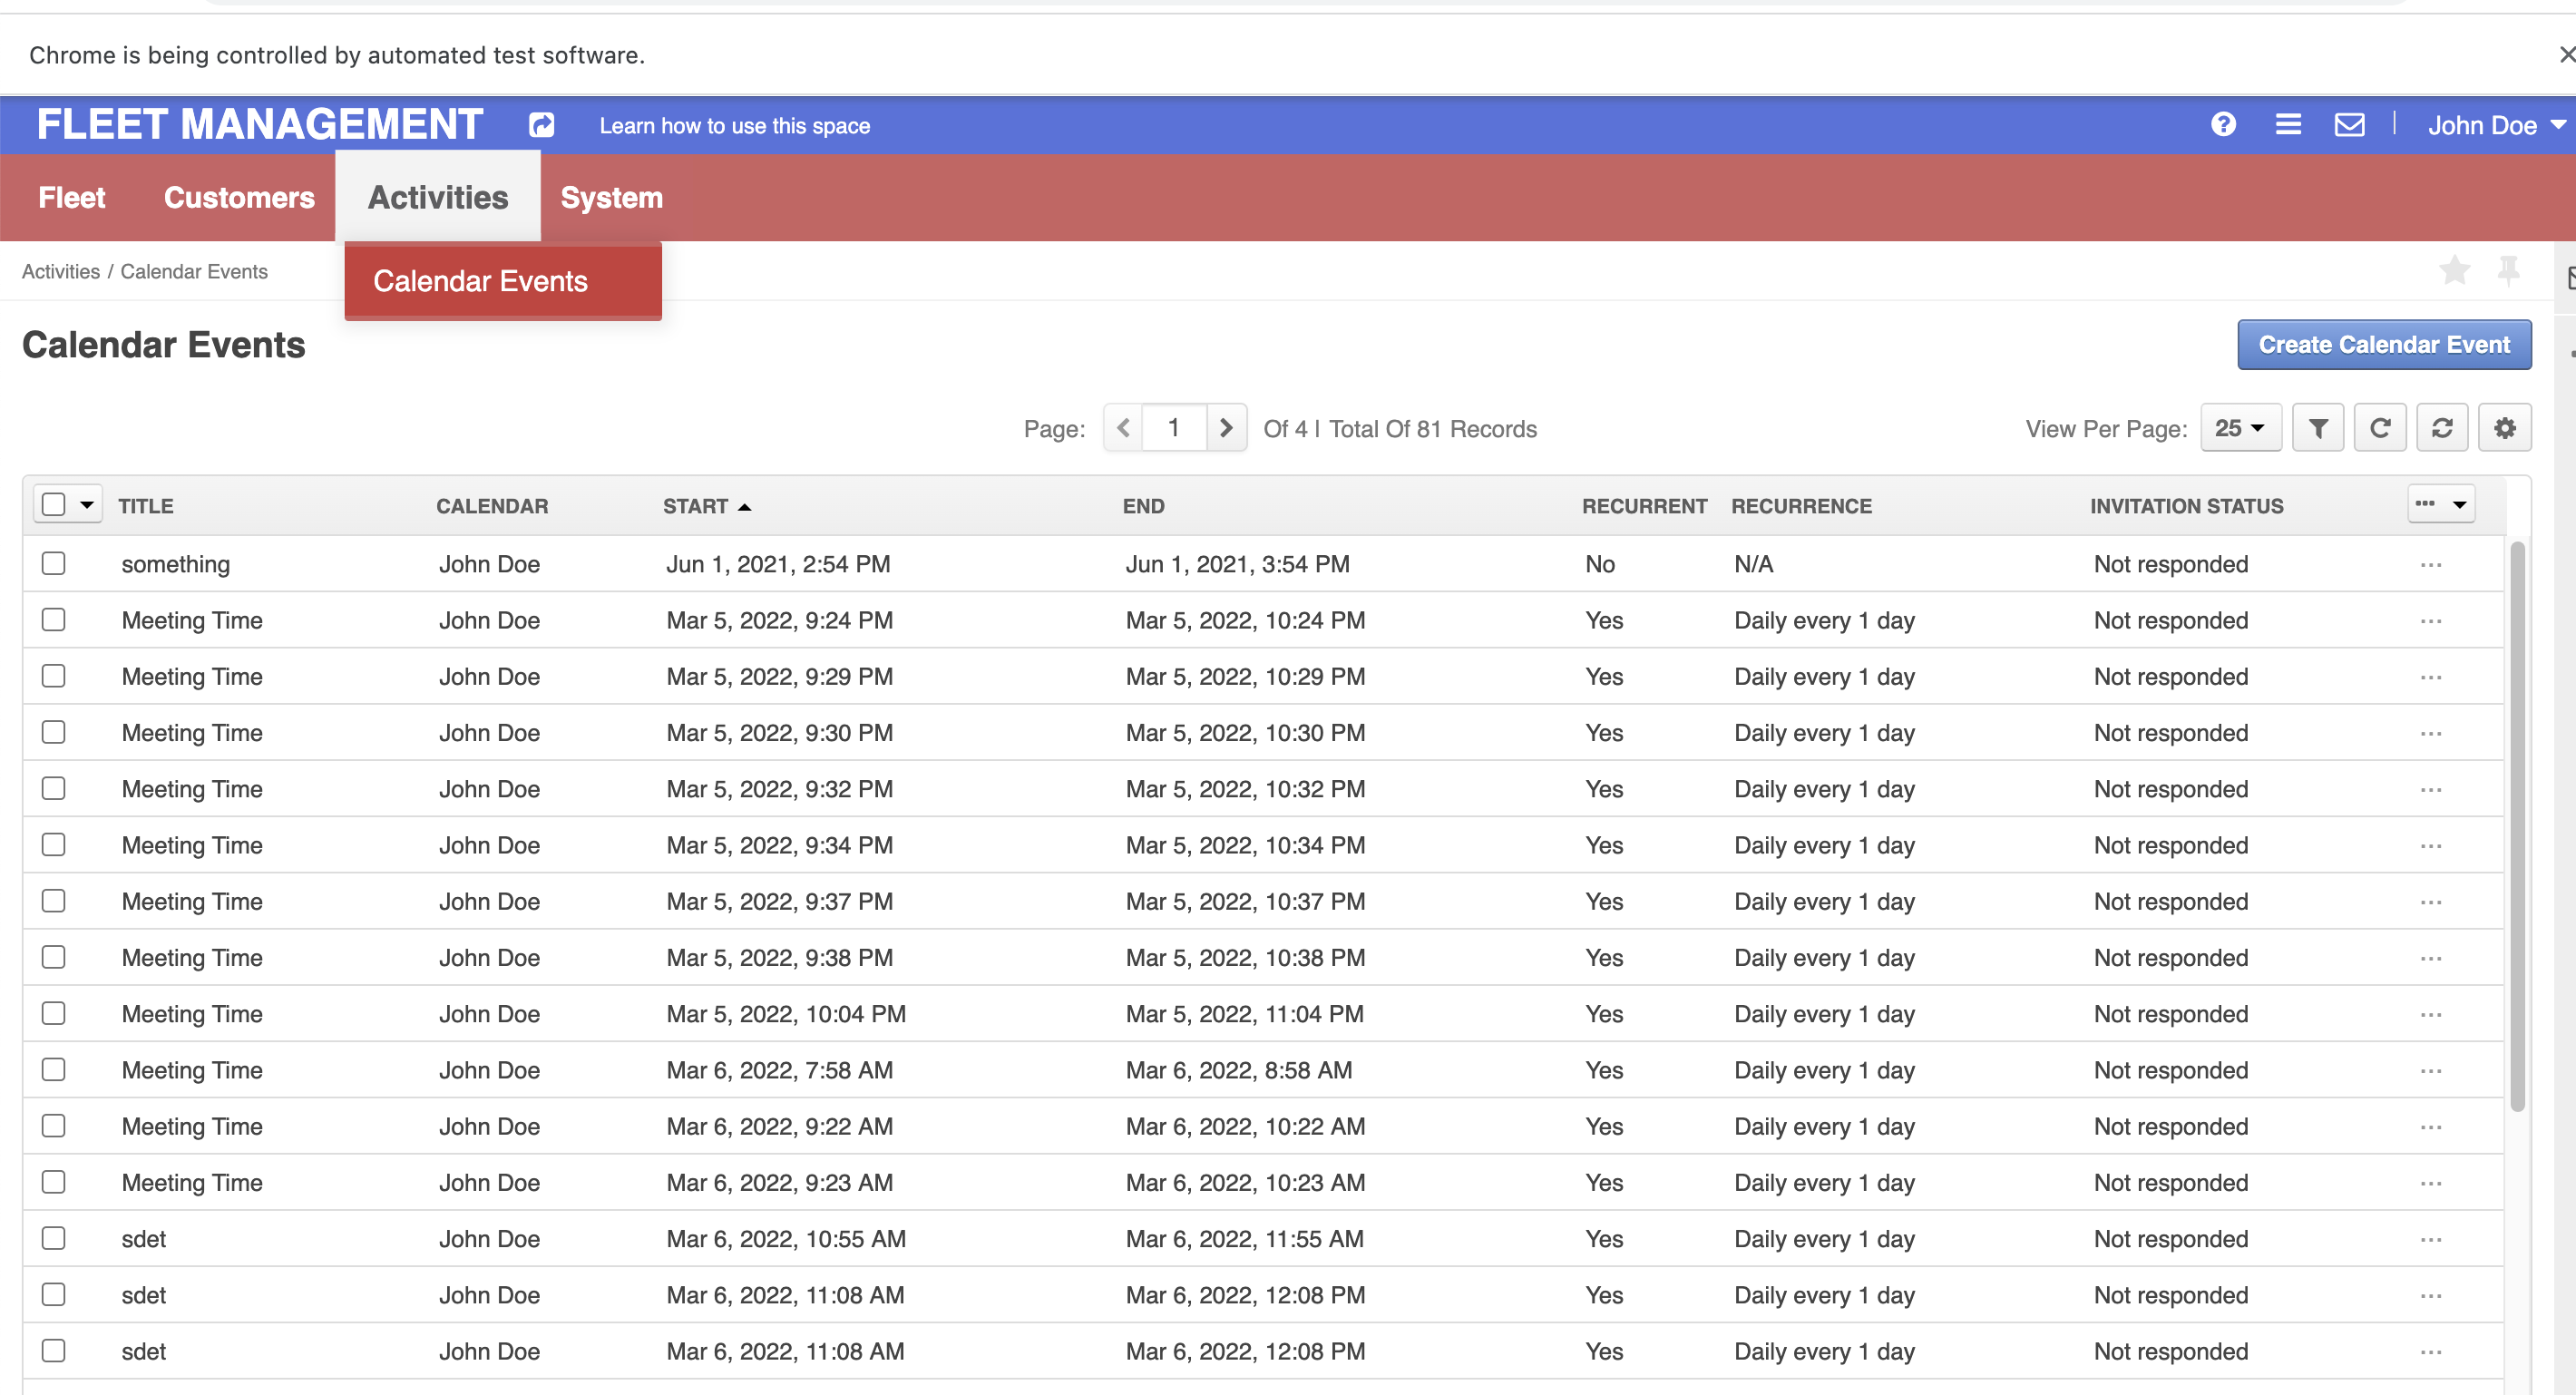 Chrome is being controlled by automated test software.
FLEET MANAGEMENT Learn how to use this space John Doe
Fleet Customers Activities System
Activities / Calendar Events
Calendar Events
Calendar Events
Create Calendar Event
Page: 1 Of 4 | Total Of 81 Records View Per Page: 25
TITLE CALENDAR START END RECURRENT RECURRENCE INVITATION STATUS
something John Doe Jun 1, 2021, 2:54 PM Jun 1, 2021, 3:54 PM No N/A Not responded
Meeting Time John Doe Mar 5, 2022, 9:24 PM Mar 5, 2022, 10:24 PM Yes Daily every 1 day Not responded
Meeting Time John Doe Mar 5, 2022, 9:29 PM Mar 5, 2022, 10:29 PM Yes Daily every 1 day Not responded
Meeting Time John Doe Mar 5, 2022, 9:30 PM Mar 5, 2022, 10:30 PM Yes Daily every 1 day Not responded
Meeting Time John Doe Mar 5, 2022, 9:32 PM Mar 5, 2022, 10:32 PM Yes Daily every 1 day Not responded
Meeting Time John Doe Mar 5, 2022, 9:34 PM Mar 5, 2022, 10:34 PM Yes Daily every 1 day Not responded
Meeting Time John Doe Mar 5, 2022, 9:37 PM Mar 5, 2022, 10:37 PM Yes Daily every 1 day Not responded
Meeting Time John Doe Mar 5, 2022, 9:38 PM Mar 5, 2022, 10:38 PM Yes Daily every 1 day Not responded
Meeting Time John Doe Mar 5, 2022, 10:04 PM Mar 5, 2022, 11:04 PM Yes Daily every 1 day Not responded
Meeting Time John Doe Mar 6, 2022, 7:58 AM Mar 6, 2022, 8:58 AM Yes Daily every 1 day Not responded
Meeting Time John Doe Mar 6, 2022, 9:22 AM Mar 6, 2022, 10:22 AM Yes Daily every 1 day Not responded
Meeting Time John Doe Mar 6, 2022, 9:23 AM Mar 6, 2022, 10:23 AM Yes Daily every 1 day Not responded
sdet John Doe Mar 6, 2022, 10:55 AM Mar 6, 2022, 11:55 AM Yes Daily every 1 day Not responded
sdet John Doe Mar 6, 2022, 11:08 AM Mar 6, 2022, 12:08 PM Yes Daily every 1 day Not responded
sdet John Doe Mar 6, 2022, 11:08 AM Mar 6, 2022, 12:08 PM Yes Daily every 1 day Not responded